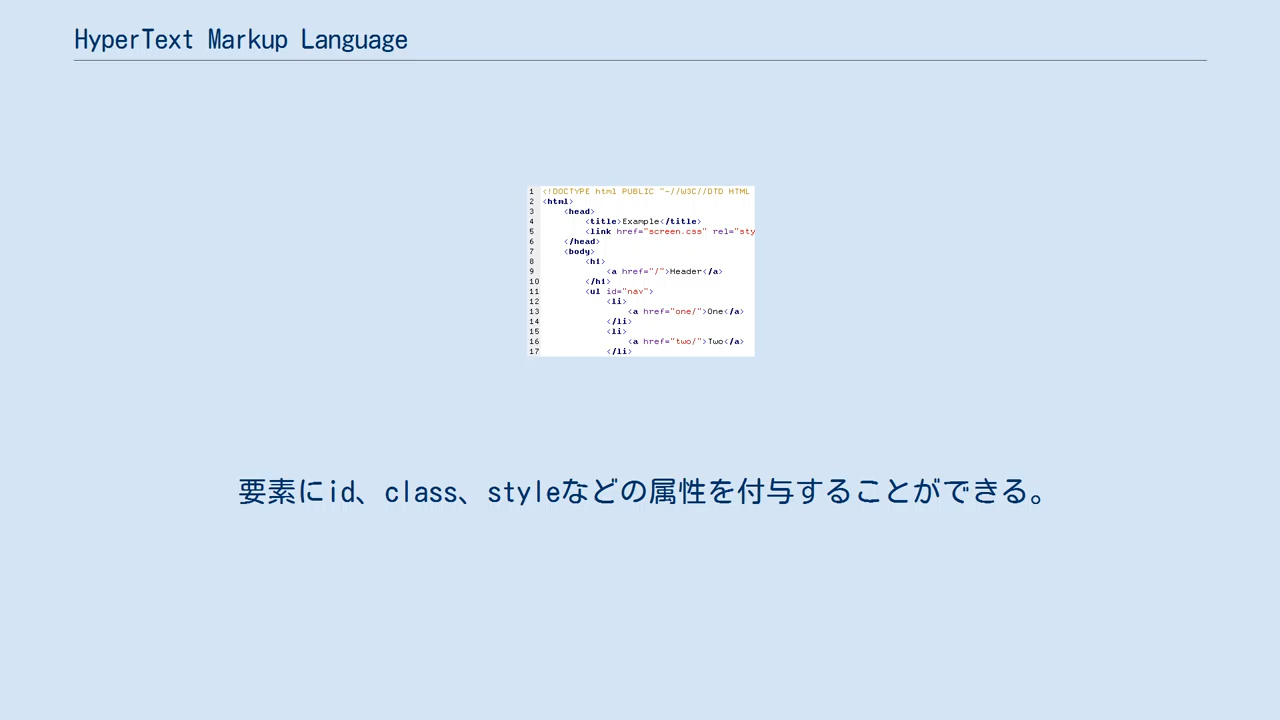 HyperText Markup Language
1 <!DOCTYPE html PUBLIC "-//W3C//DTD HTML
2 <html>
3 <head>
4 <title>Example</title>
5 <link href="screen.css" rel="sty
6 </head>
7 <body>
8 <h1>
9 <a href="/">Header</a>
10 </h1>
11 <ul id="nav">
12 <li>
13 <a href="one/">One</a>
14 </li>
15 <li>
16 <a href="two/">Two</a>
17 </li>
要素にid、class、styleなどの属性を付与することができる。